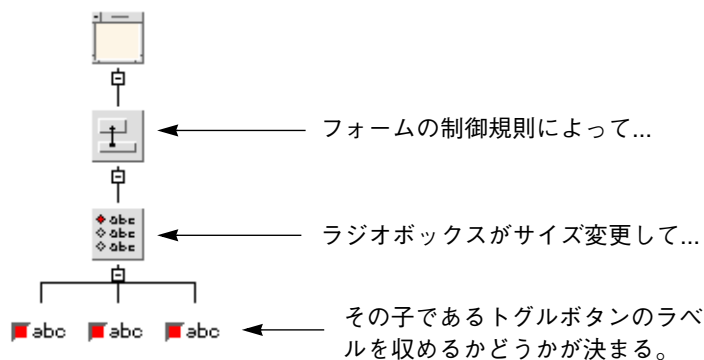 フォームの制御規則によって...
abc
abc
abc
ラジオボックスがサイズ変更して...
abc
abc
abc
その子であるトグルボタンのラベ
ルを収めるかどうかが決まる。